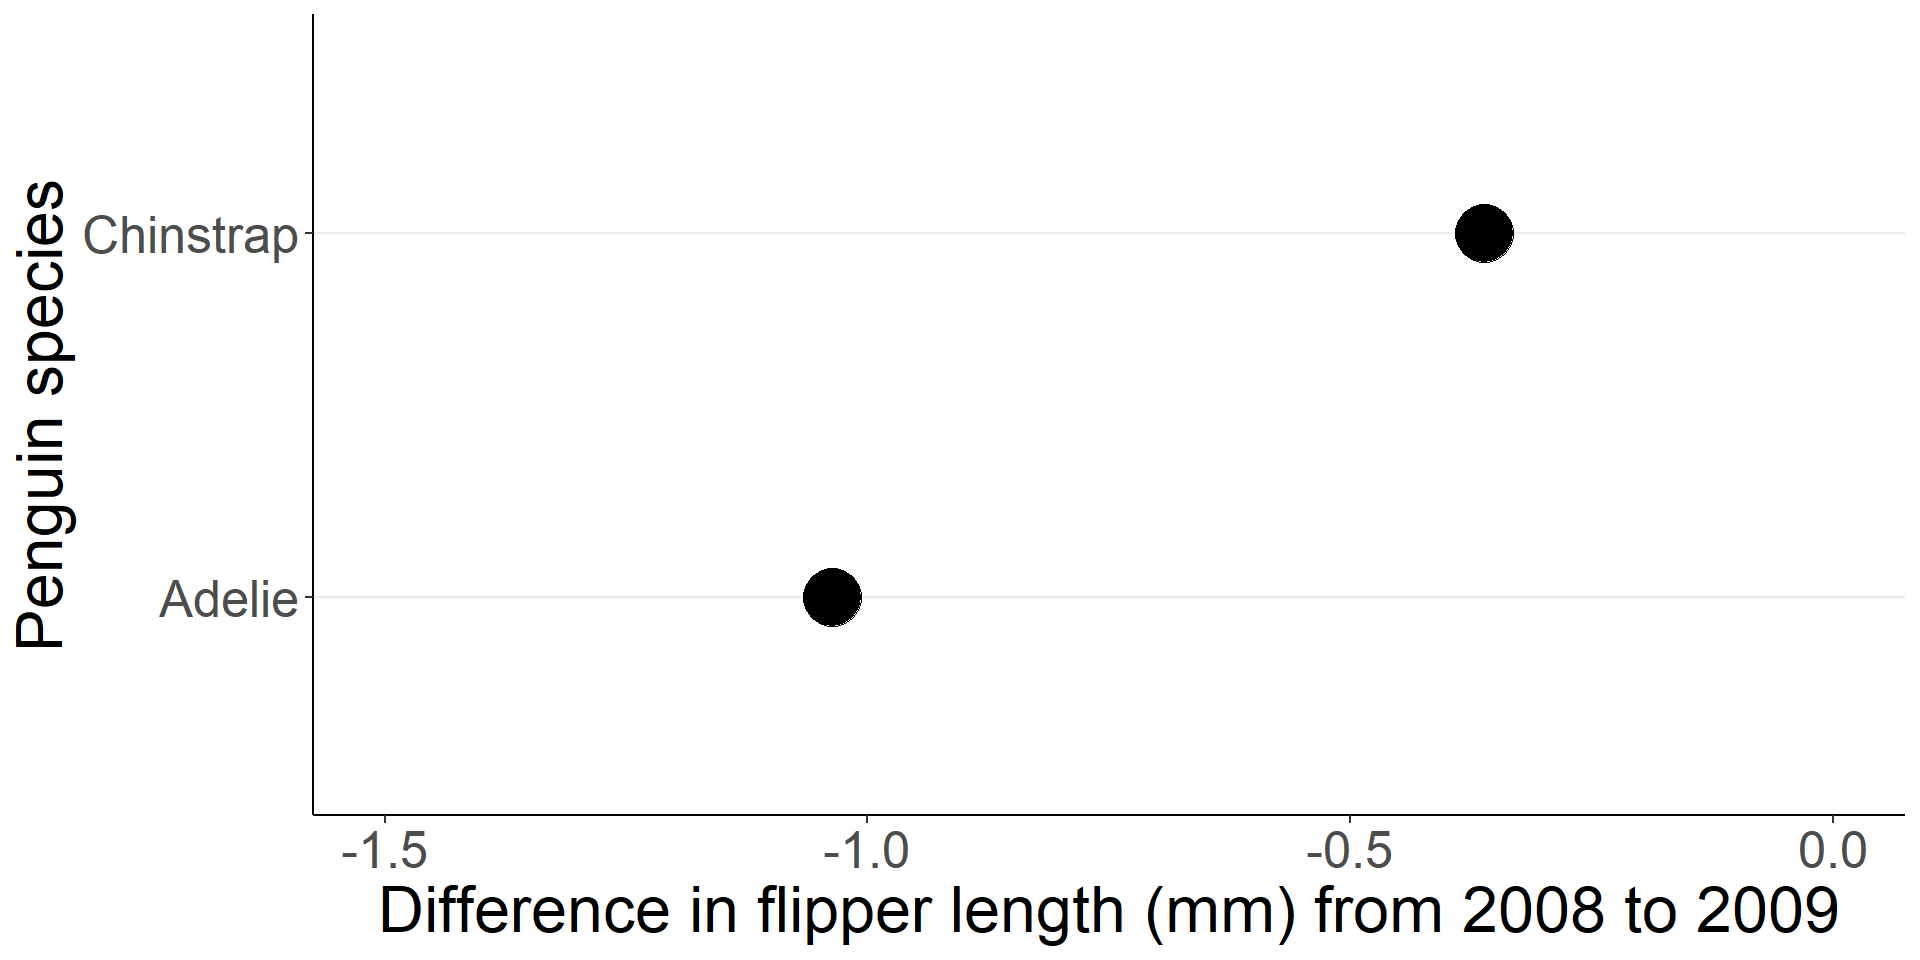 Penguin species
Chinstrap
Adelie
-1.5 -1.0 -0.5 0.0
Difference in flipper length (mm) from 2008 to 2009